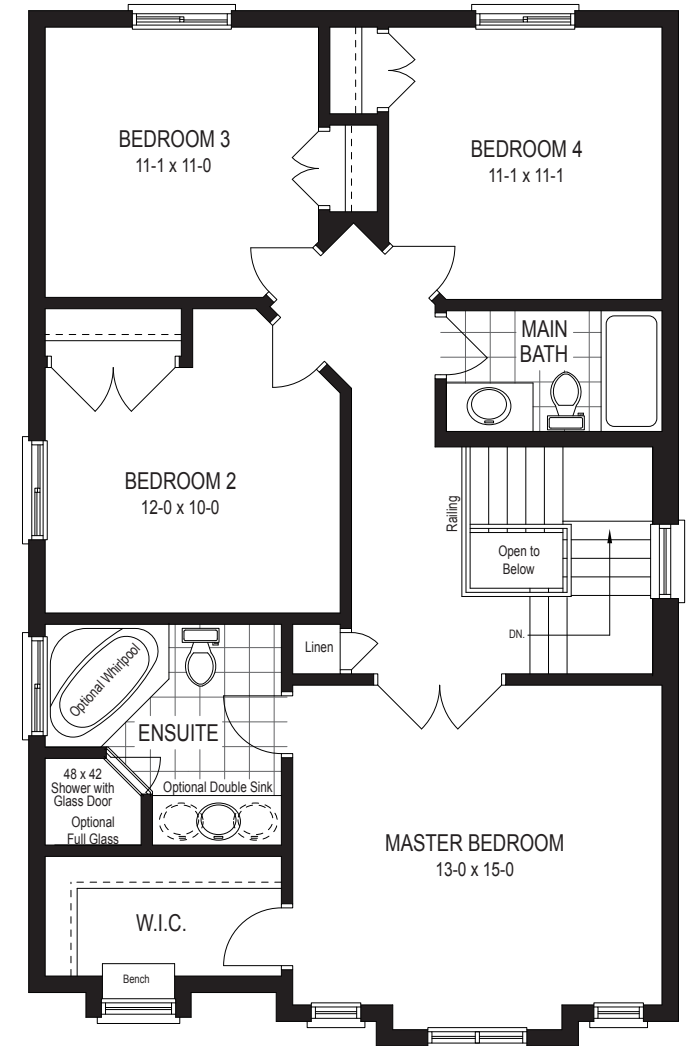 BEDROOM 3
11-1 x 11-0
BEDROOM 4
11-1 x 11-1
MAIN
BATH
BEDROOM 2
12-0 x 10-0
Railing
Open to
Below
DN.
Linen
Optional Whirlpool
ENSUITE
48 x 42
Shower with
Glass Door
Optional
Full Glass
Optional Double Sink
MASTER BEDROOM
13-0 x 15-0
W.I.C.
Bench